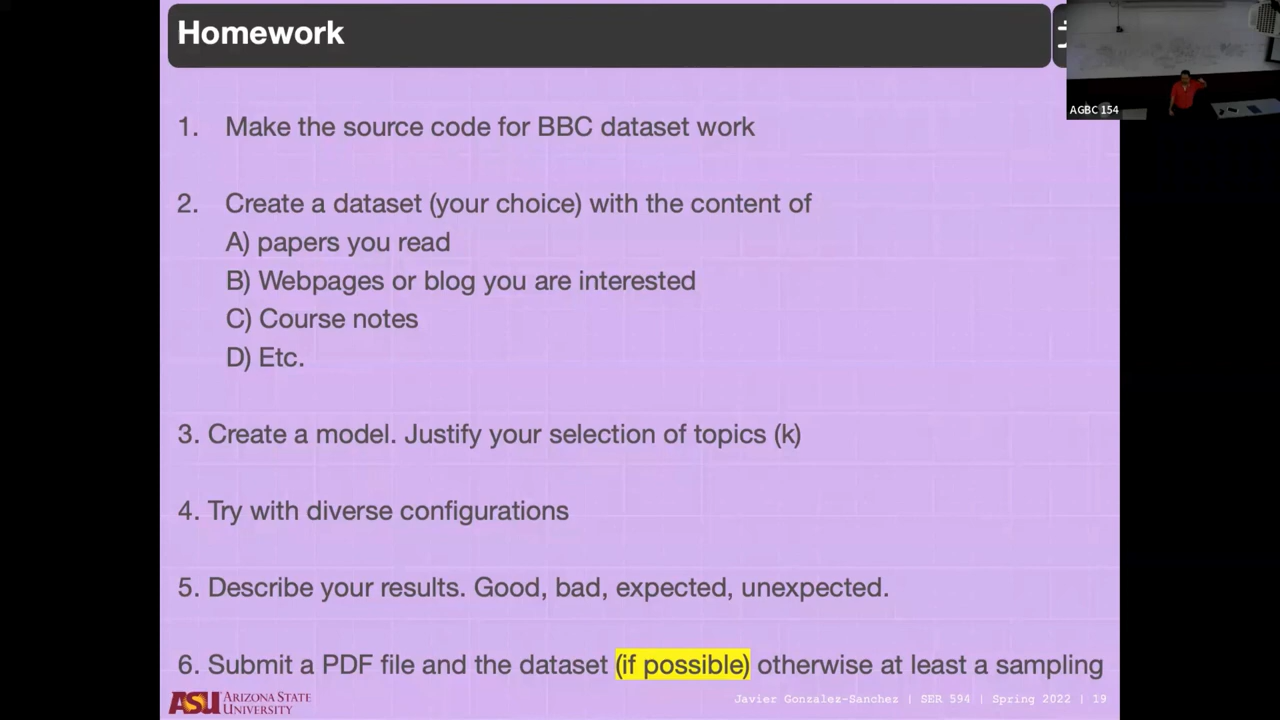 Homework
AGBC 154
1. Make the source code for BBC dataset work
2. Create a dataset (your choice) with the content of
A) papers you read
B) Webpages or blog you are interested
C) Course notes
D) Etc.
3. Create a model. Justify your selection of topics (k)
4. Try with diverse configurations
5. Describe your results. Good, bad, expected, unexpected.
6. Submit a PDF file and the dataset (if possible) otherwise at least a sampling
ASU ARIZONA STATE
UNIVERSITY
Javier Gonzalez-Sanchez | SER 594 | Spring 2022 | 19